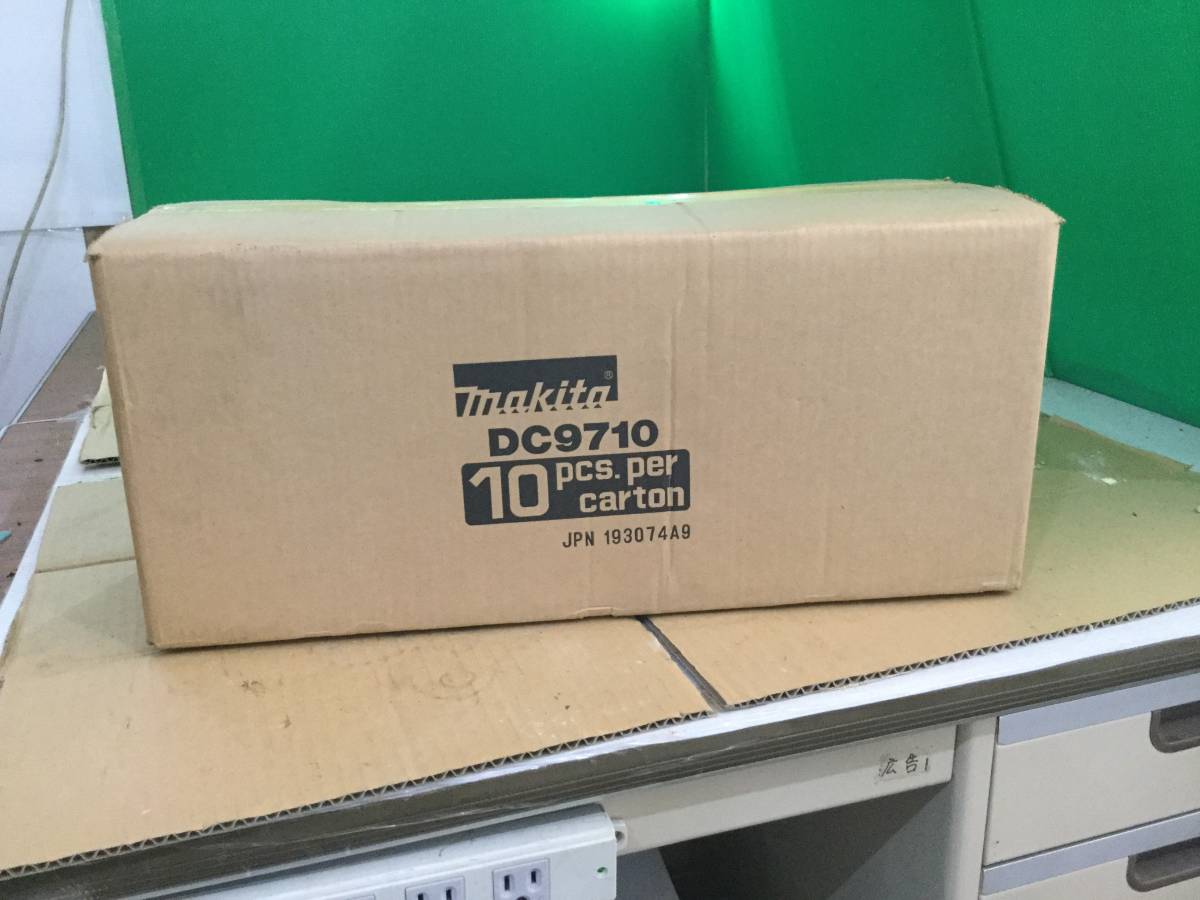 makita®
DC9710
10 pcs. per
carton
JPN 193074A9
広告1